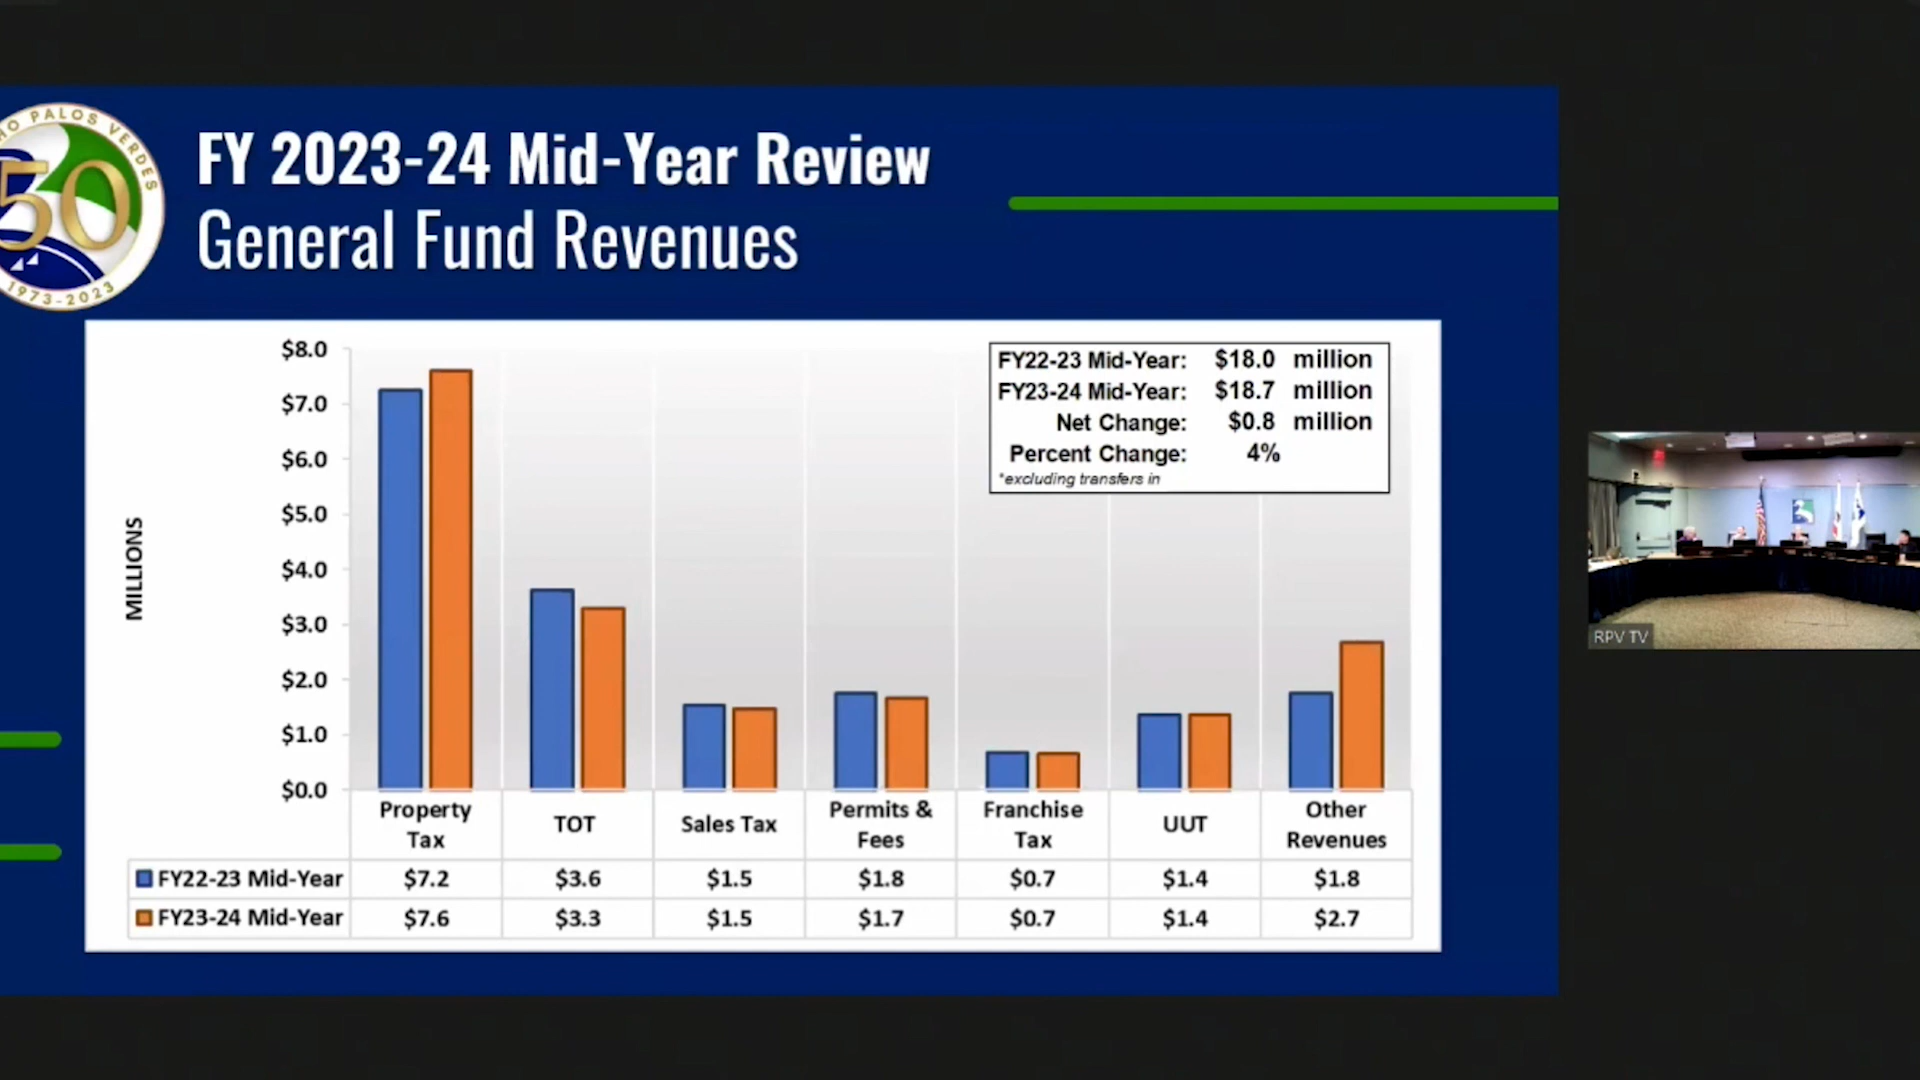 HO PALOS VERDES
50
1973-2023
FY 2023-24 Mid-Year Review
General Fund Revenues
FY22-23 Mid-Year: $18.0 million
FY23-24 Mid-Year: $18.7 million
Net Change: $0.8 million
Percent Change: 4%
*excluding transfers in
MILLIONS
$8.0
$7.0
$6.0
$5.0
$4.0
$3.0
$2.0
$1.0
$0.0
Property Tax TOT Sales Tax Permits & Fees Franchise Tax UUT Other Revenues
FY22-23 Mid-Year $7.2 $3.6 $1.5 $1.8 $0.7 $1.4 $1.8
FY23-24 Mid-Year $7.6 $3.3 $1.5 $1.7 $0.7 $1.4 $2.7
RPV TV